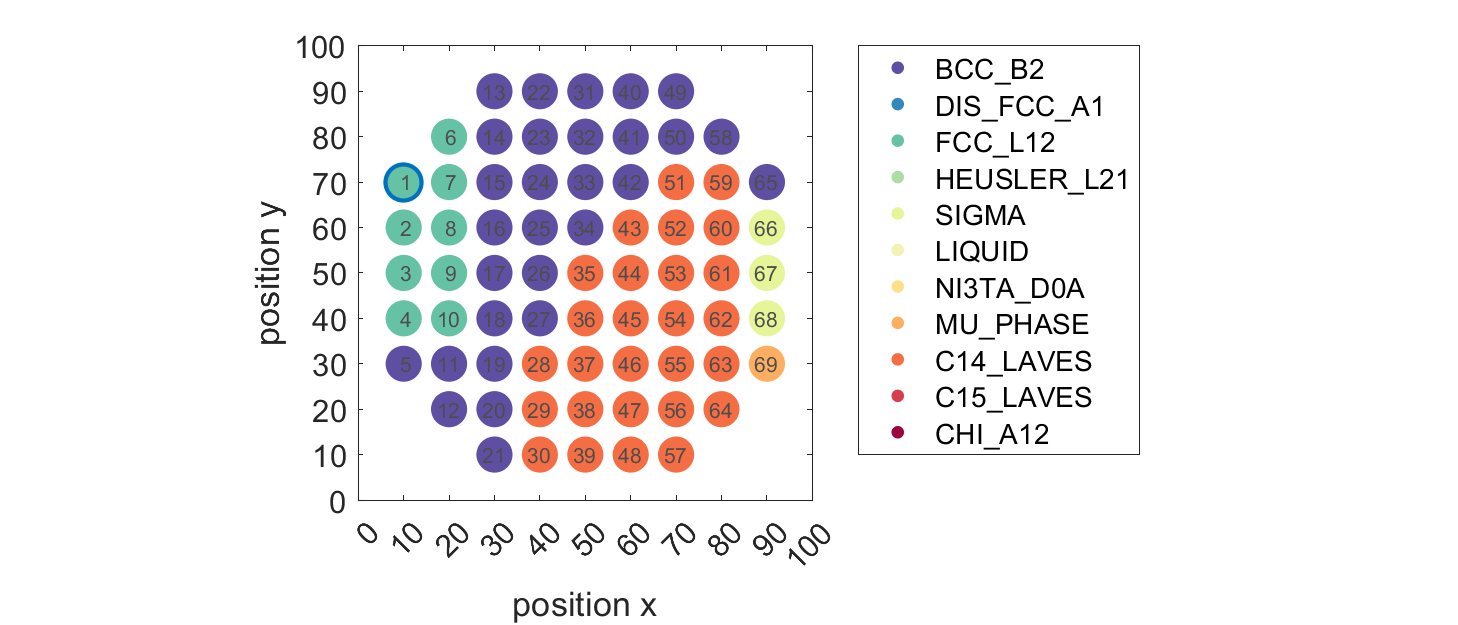 100
90
13 22 31 40 49
80
6 14 23 32 41 50 58
70
1 7 15 24 33 42 51 59 65
60
2 8 16 25 34 43 52 60 66
50
3 9 17 26 35 44 53 61 67
40
4 10 18 27 36 45 54 62 68
30
5 11 19 28 37 46 55 63 69
20
12 20 29 38 47 56 64
10
21 30 39 48 57
0
position y
0 10 20 30 40 50 60 70 80 90 100
position x
BCC_B2
DIS_FCC_A1
FCC_L12
HEUSLER_L21
SIGMA
LIQUID
NI3TA_D0A
MU_PHASE
C14_LAVES
C15_LAVES
CHI_A12